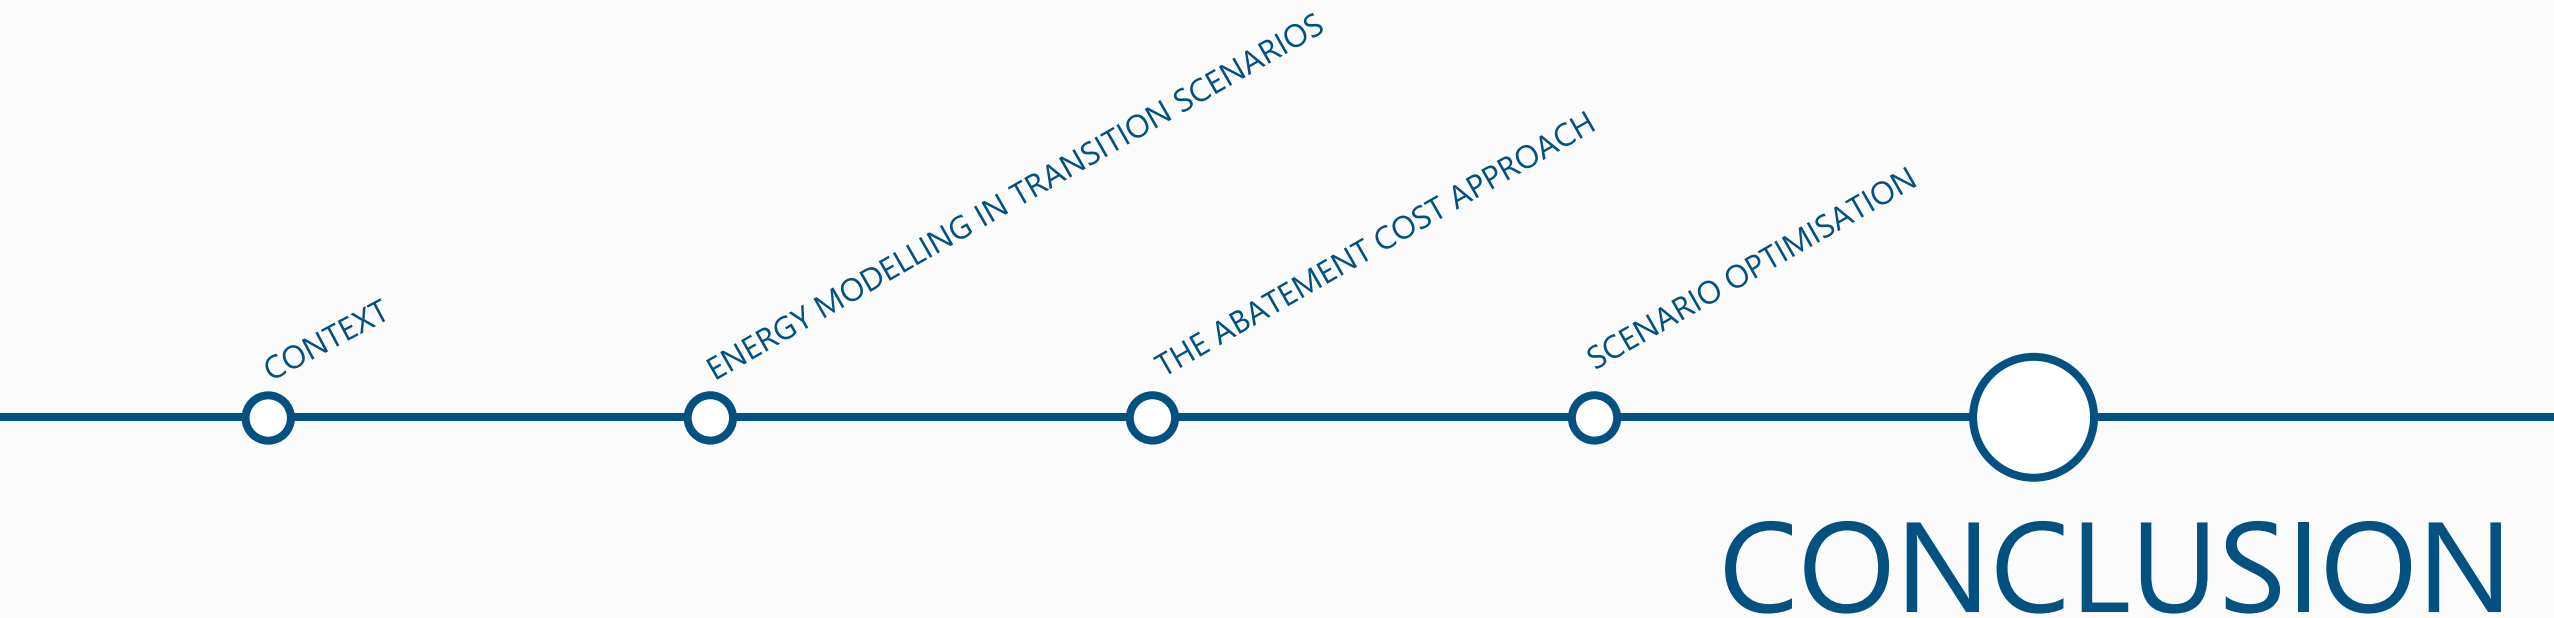 CONTEXT
ENERGY MODELLING IN TRANSITION SCENARIOS
THE ABATEMENT COST APPROACH
SCENARIO OPTIMISATION
CONCLUSION